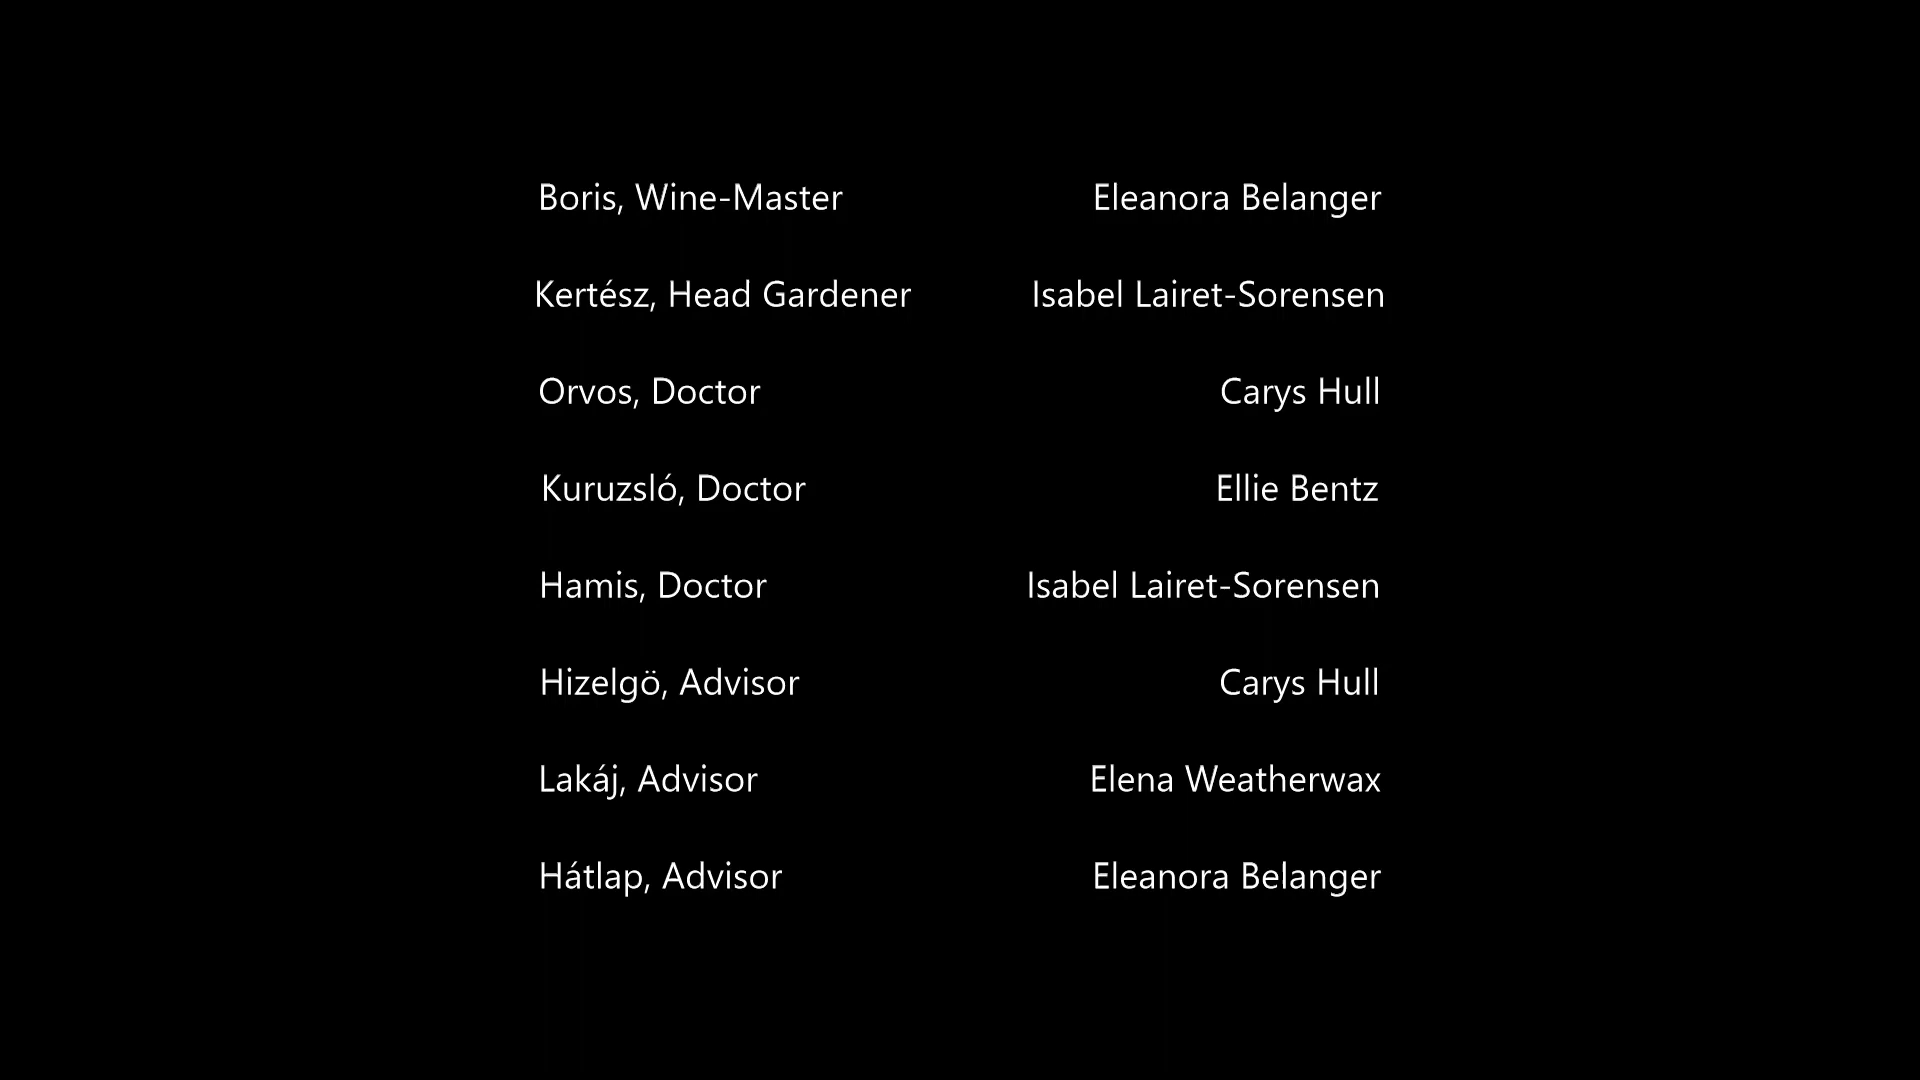 Boris, Wine-Master Eleanora Belanger
Kertész, Head Gardener Isabel Lairet-Sorensen
Orvos, Doctor Carys Hull
Kuruzsló, Doctor Ellie Bentz
Hamis, Doctor Isabel Lairet-Sorensen
Hizelgö, Advisor Carys Hull
Lakáj, Advisor Elena Weatherwax
Hátlap, Advisor Eleanora Belanger